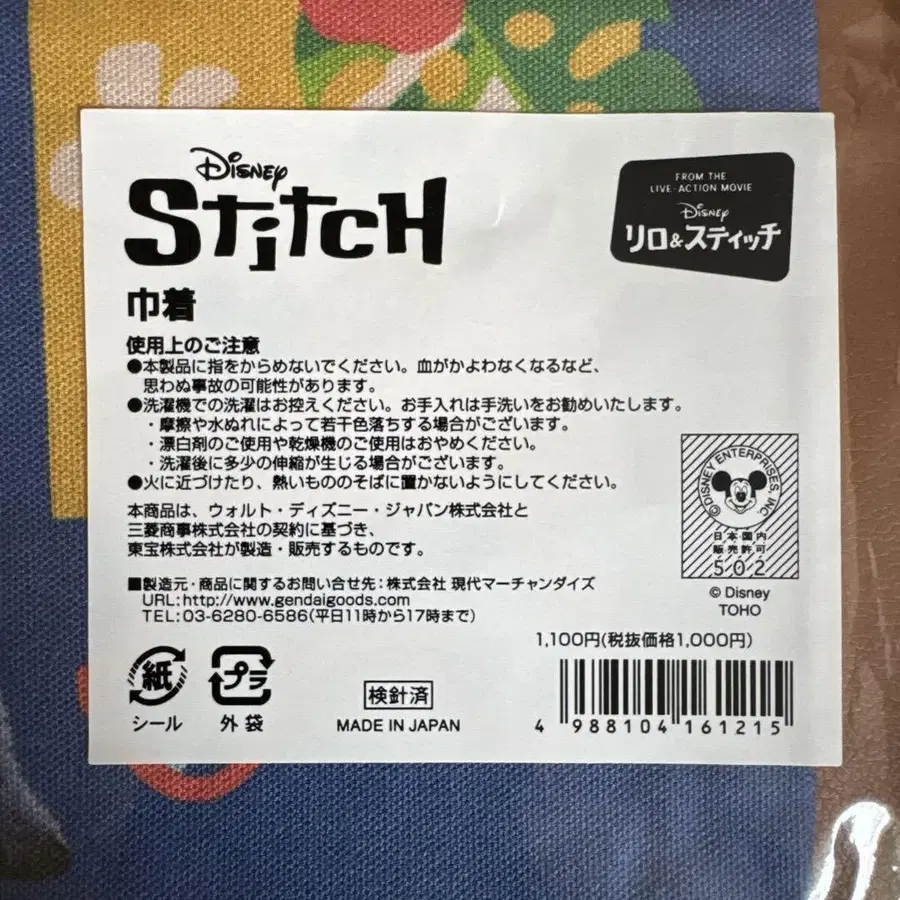 Disney
Stitch
FROM THE
LIVE-ACTION MOVIE
Disney
リロ&スティッチ
巾着
使用上のご注意
●本製品に指をからめないでください。血がかよわなくなるなど、
思わぬ事故の可能性があります。
●洗濯機での洗濯はお控えください。お手入れは手洗いをお勧めいたします。
・摩擦や水ぬれによって若干色落ちする場合がございます。
・漂白剤のご使用や乾燥機のご使用はおやめください。
・洗濯後に多少の伸縮が生じる場合がございます。
●火に近づけたり、熱いもののそばに置かないようにしてください。
本商品は、ウォルト・ディズニー・ジャパン株式会社と
三菱商事株式会社の契約に基づき、
東宝株式会社が製造・販売するものです。
©DISNEY ENTERPRISES, INC.
日本国内
販売許可
502
© Disney
TOHO
■製造元・商品に関するお問い合せ先:株式会社 現代マーチャンダイズ
URL:http://www.gendaigoods.com
TEL:03-6280-6586(平日11時から17時まで)
1,100円(税抜価格1,000円)
紙
シール
プラ
外袋
検針済
MADE IN JAPAN
4 988104 161215